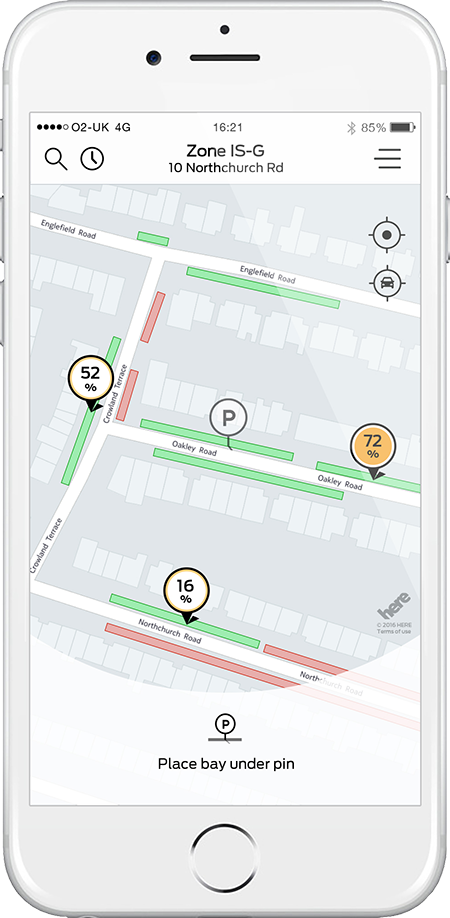 O2-UK 4G 16:21 85%
Zone IS-G
10 Northchurch Rd
Englefield Road
Englefield Road
52
%
Crowland Terrace
P
72
%
Oakley Road
Oakley Road
Crowland Terrace
16
%
here
© 2016 HERE
Terms of use
Northchurch Road
Northchurch Road
P
Place bay under pin